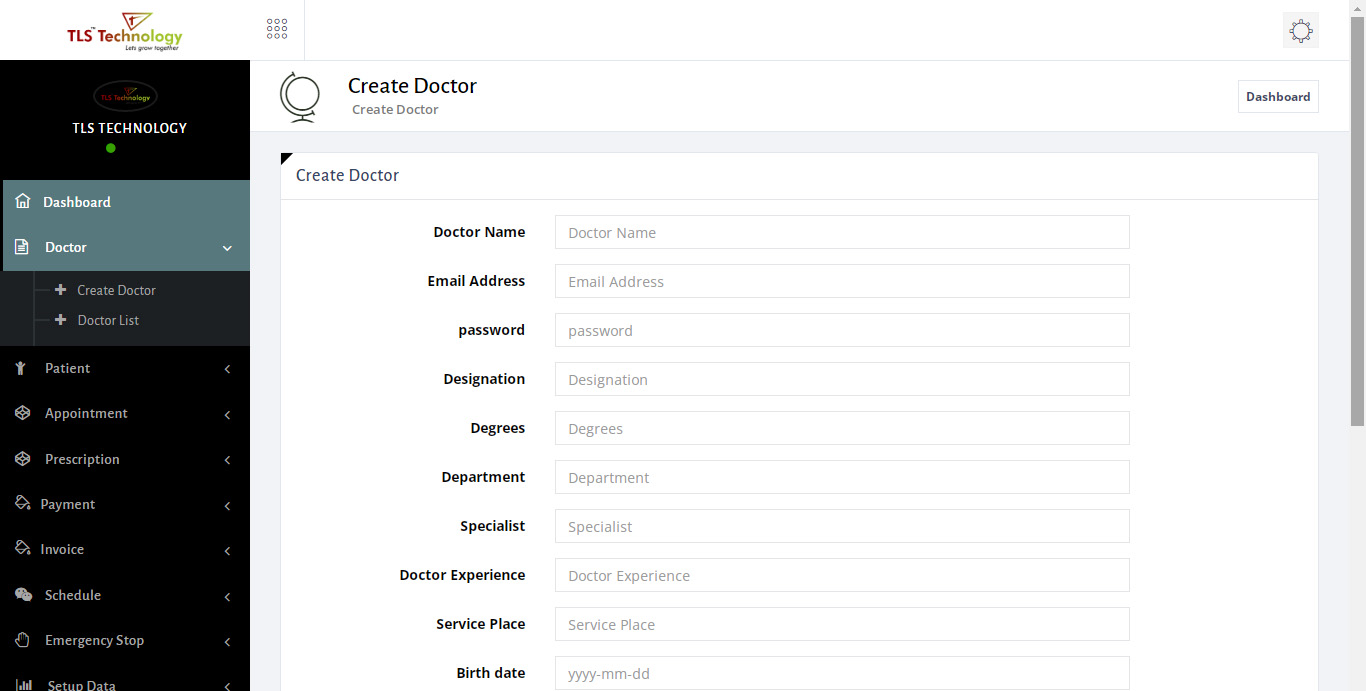 TLS™ Technology
Lets grow together
TLS Technology
TLS TECHNOLOGY
Dashboard
Doctor
Create Doctor
Doctor List
Patient
Appointment
Prescription
Payment
Invoice
Schedule
Emergency Stop
Setup Data
Create Doctor
Create Doctor
Dashboard
Create Doctor
Doctor Name Doctor Name
Email Address Email Address
password password
Designation Designation
Degrees Degrees
Department Department
Specialist Specialist
Doctor Experience Doctor Experience
Service Place Service Place
Birth date yyyy-mm-dd